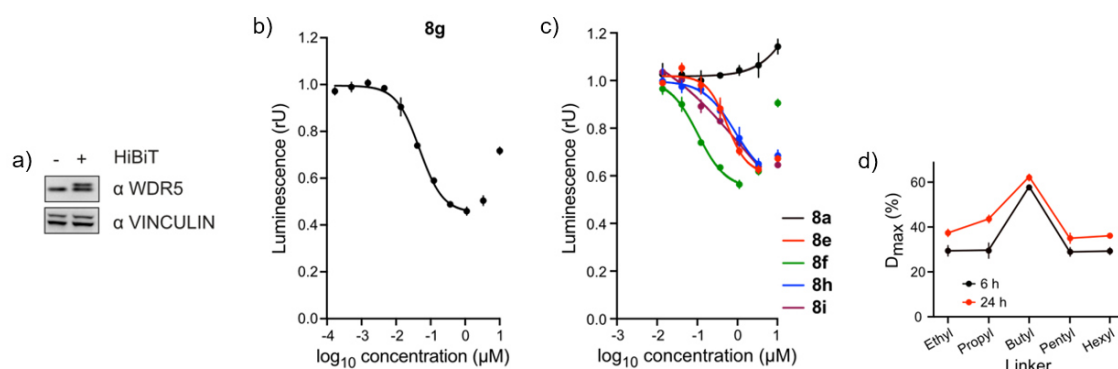 a)
- + HiBiT
α WDR5
α VINCULIN
b)
8g
Luminescence (rU)
1.2
1.0
0.8
0.6
0.4
0.2
0.0
-4 -3 -2 -1 0 1
log10 concentration (µM)
c)
Luminescence (rU)
1.2
1.0
0.8
0.6
0.4
0.2
0.0
-3 -2 -1 0 1
log10 concentration (µM)
8a
8e
8f
8h
8i
d)
Dmax (%)
60
40
20
0
6 h
24 h
Ethyl Propyl Butyl Pentyl Hexyl
Linker